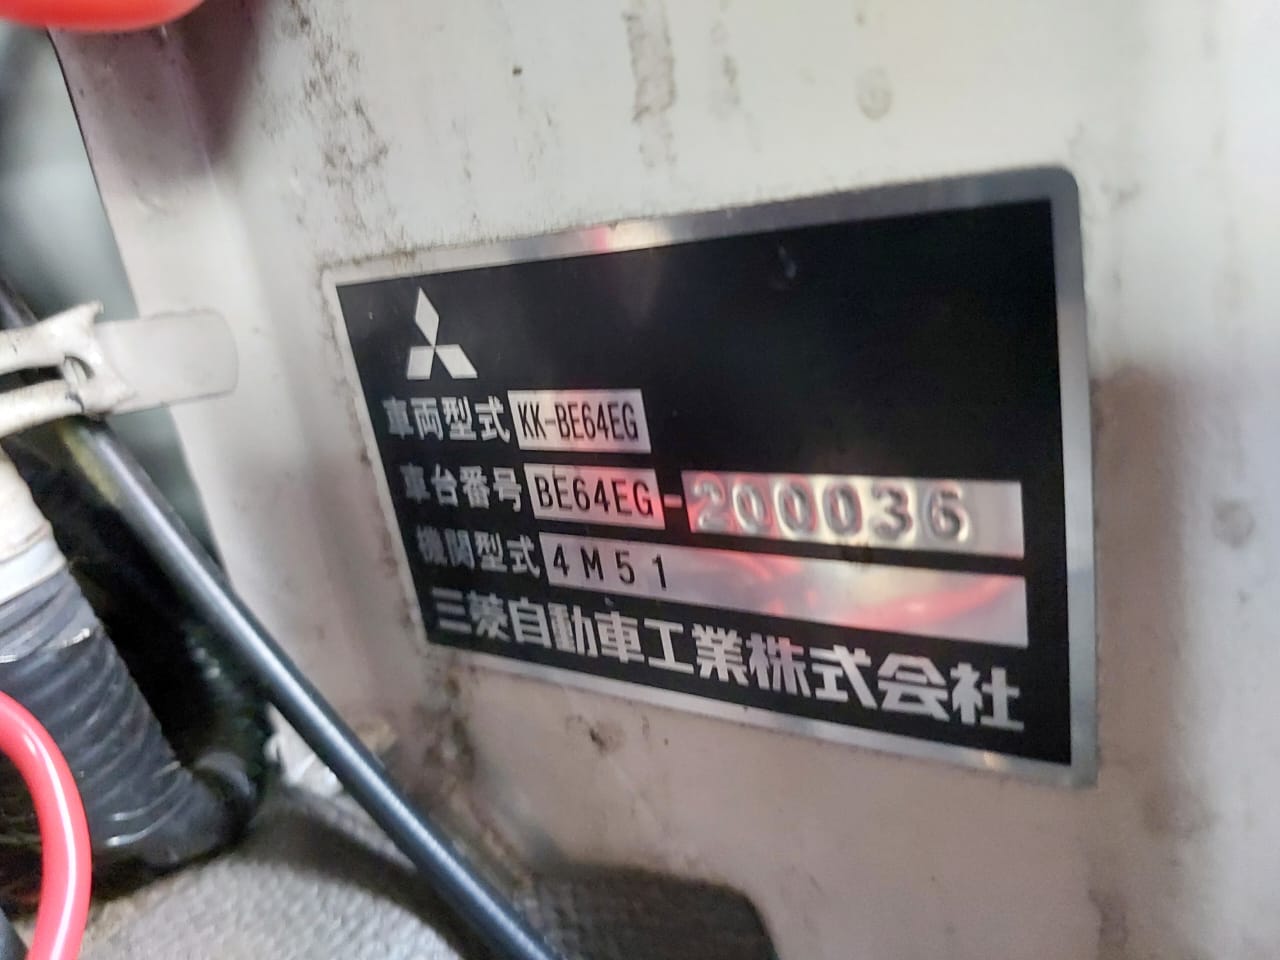 車両型式 KK-BE64EG
車台番号 BE64EG-200036
機関型式 4M51
三菱自動車工業株式会社